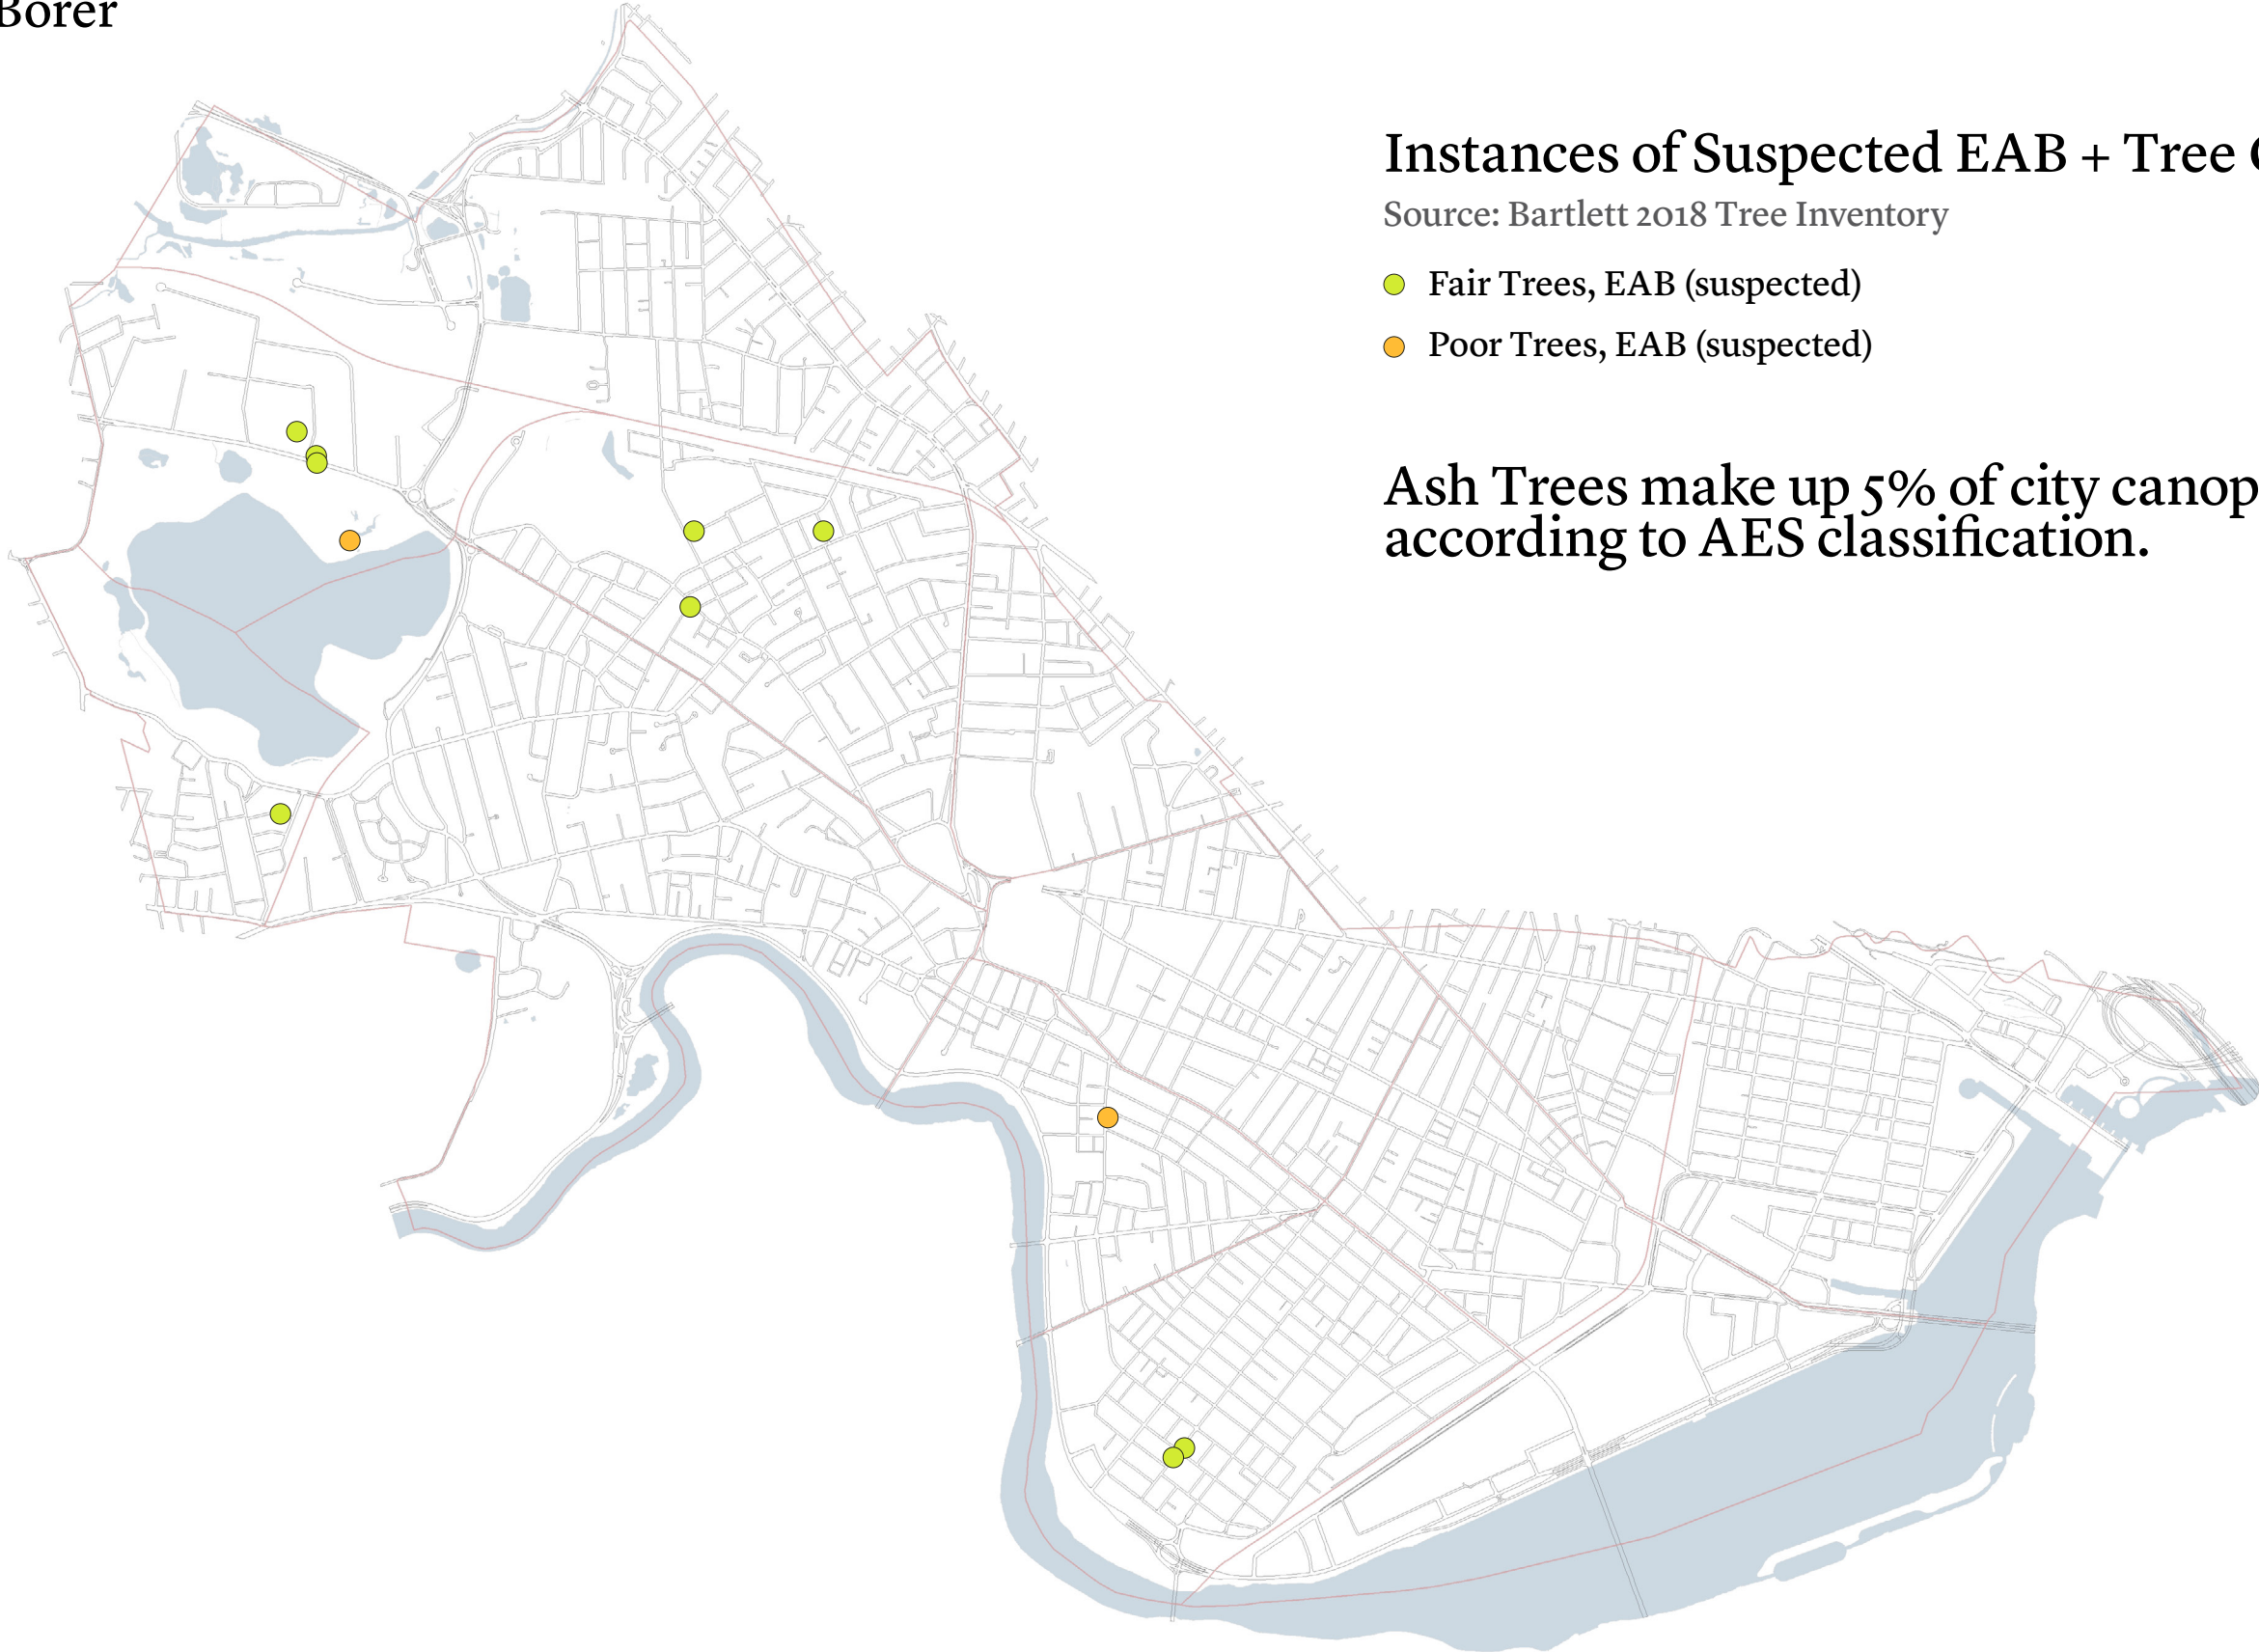 Borer
Instances of Suspected EAB + Tree
Source: Bartlett 2018 Tree Inventory
Fair Trees, EAB (suspected)
Poor Trees, EAB (suspected)
Ash Trees make up 5% of city canop
according to AES classification.